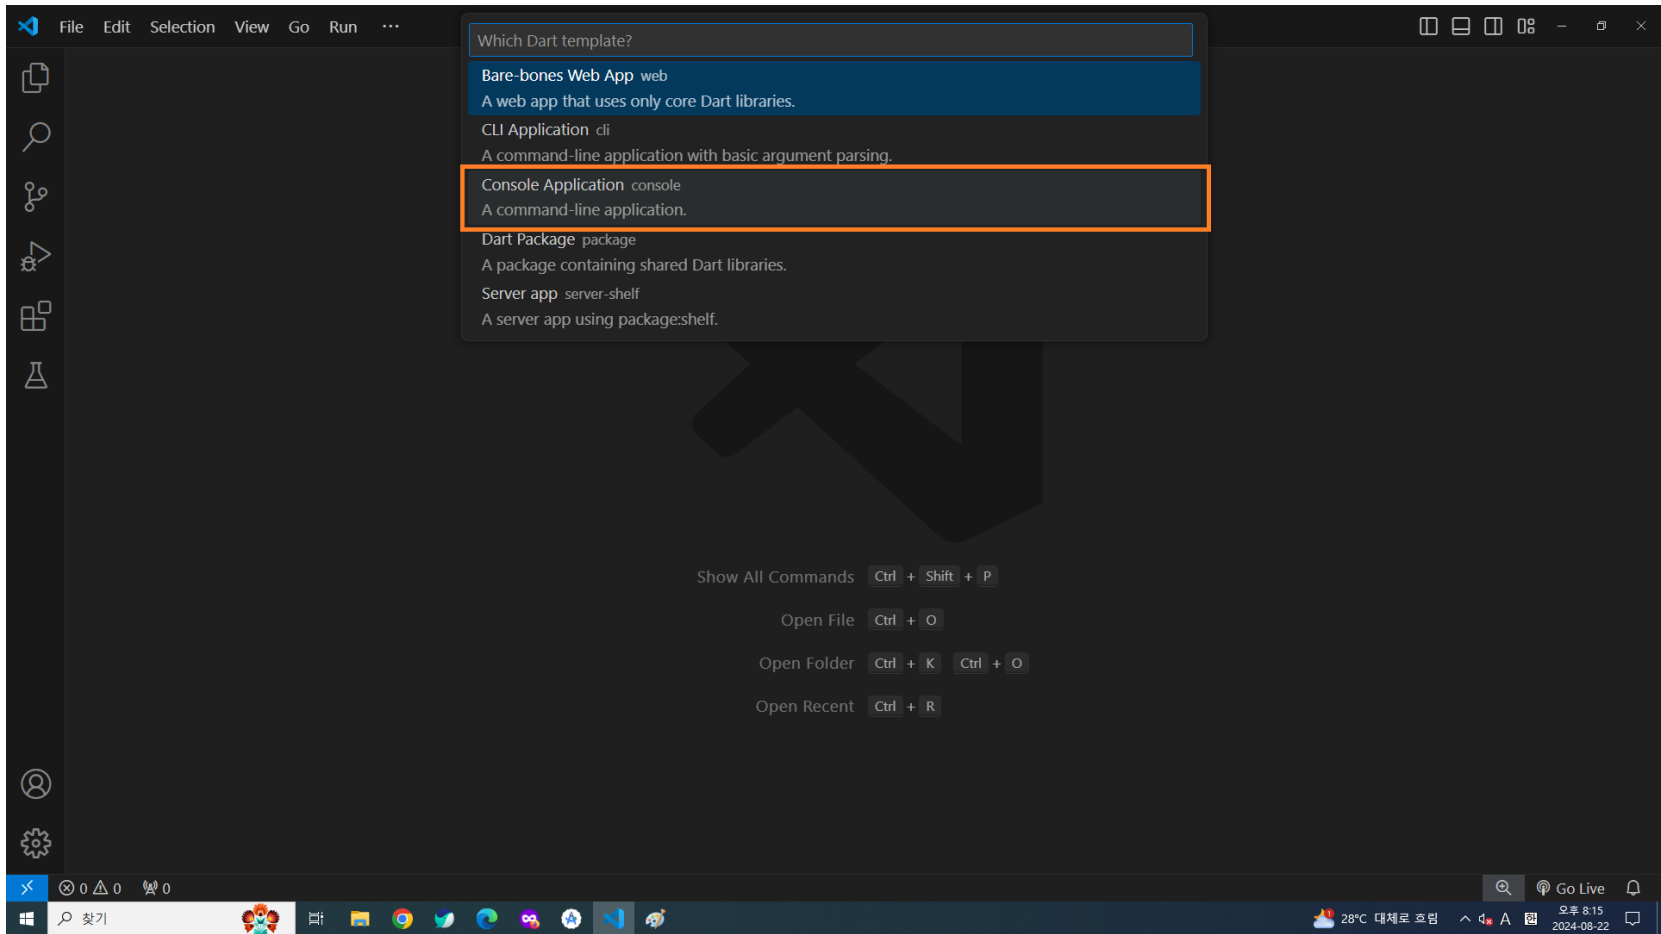 File Edit Selection View Go Run ···
Which Dart template?
Bare-bones Web App web
A web app that uses only core Dart libraries.
CLI Application cli
A command-line application with basic argument parsing.
Console Application console
A command-line application.
Dart Package package
A package containing shared Dart libraries.
Server app server-shelf
A server app using package:shelf.
Show All Commands Ctrl + Shift + P
Open File Ctrl + O
Open Folder Ctrl + K Ctrl + O
Open Recent Ctrl + R
0 0 0 Go Live
찾기 28°C 대체로 흐림 A 한 오후 8:15
2024-08-22